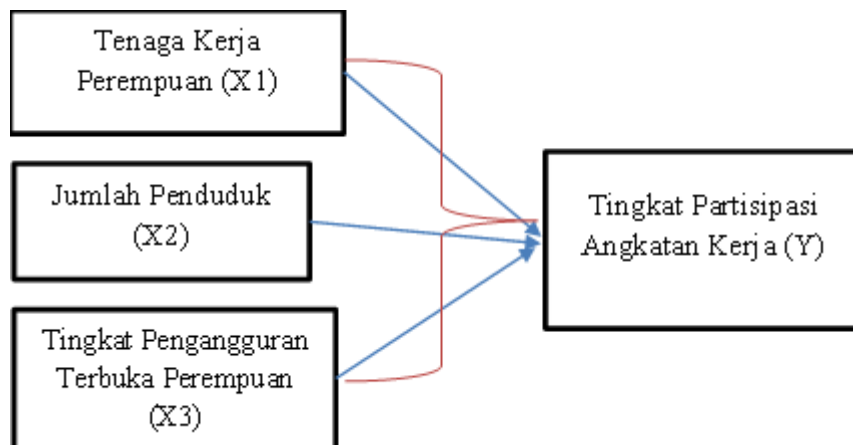 Tenaga Kerja
Perempuan (X1)
Jumlah Penduduk
(X2)
Tingkat Pengangguran
Terbuka Perempuan
(X3)
Tingkat Partisipasi
Angkatan Kerja (Y)